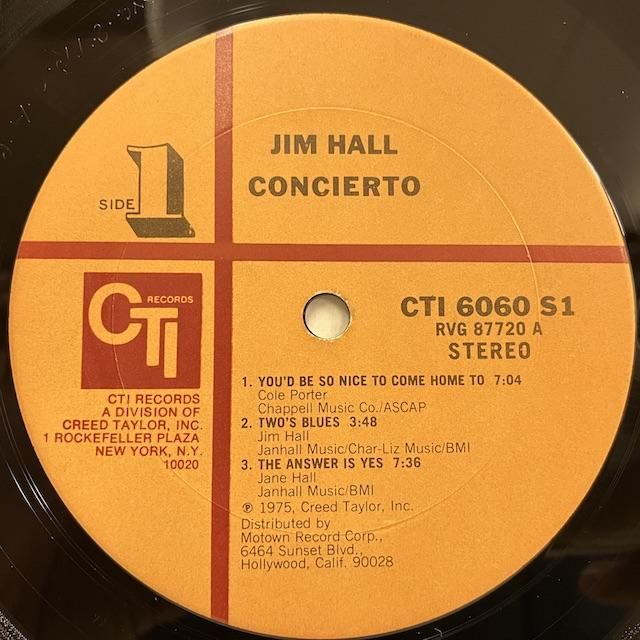 JIM HALL
CONCIERTO
SIDE 1
CTI RECORDS
CTI RECORDS
A DIVISION OF
CREED TAYLOR, INC.
1 ROCKEFELLER PLAZA
NEW YORK, N.Y.
10020
CTI 6060 S1
RVG 87720 A
STEREO
1. YOU'D BE SO NICE TO COME HOME TO 7:04
Cole Porter
Chappell Music Co./ASCAP
2. TWO'S BLUES 3:48
Jim Hall
Janhall Music/Char-Liz Music/BMI
3. THE ANSWER IS YES 7:36
Jane Hall
Janhall Music/BMI
℗ 1975, Creed Taylor, Inc.
Distributed by
Motown Record Corp.,
6464 Sunset Blvd.,
Hollywood, Calif. 90028